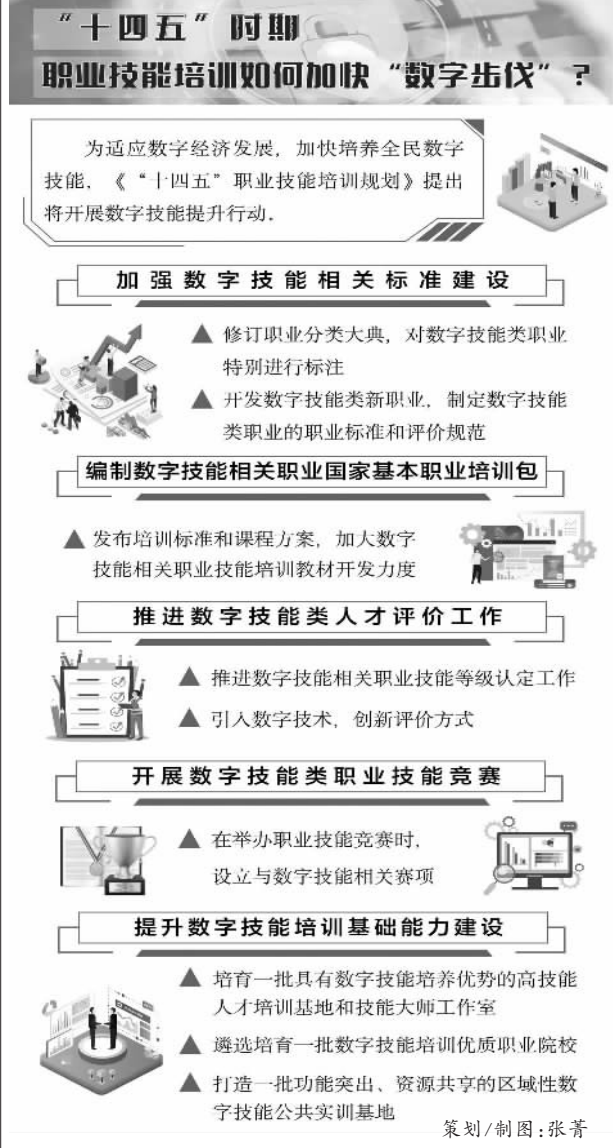 “十四五”时期
职业技能培训如何加快“数字步伐”？
为适应数字经济发展，加快培养全民数字
技能，《“十四五”职业技能培训规划》提出
将开展数字技能提升行动．
加强数字技能相关标准建设
▲ 修订职业分类大典，对数字技能类职业
特别进行标注
▲ 开发数字技能类新职业，制定数字技能
类职业的职业标准和评价规范
编制数字技能相关职业国家基本职业培训包
▲ 发布培训标准和课程方案，加大数字
技能相关职业技能培训教材开发力度
推进数字技能类人才评价工作
▲ 推进数字技能相关职业技能等级认定工作
▲ 引入数字技术，创新评价方式
开展数字技能类职业技能竞赛
▲ 在举办职业技能竞赛时，
设立与数字技能相关赛项
提升数字技能培训基础能力建设
▲ 培育一批具有数字技能培养优势的高技能
人才培训基地和技能大师工作室
▲ 遴选培育一批数字技能培训优质职业院校
▲ 打造一批功能突出、资源共享的区域性数
字技能公共实训基地
策划/制图:张菁